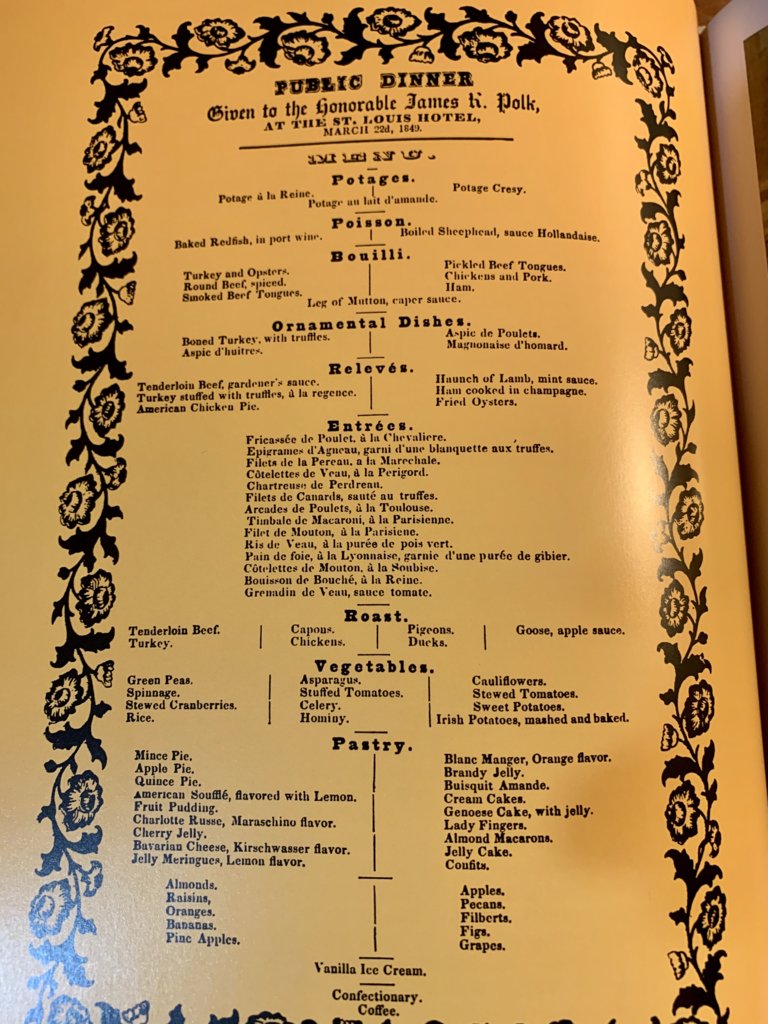 PUBLIC DINNER
Given to the Honorable James K. Polk,
AT THE ST. LOUIS HOTEL,
MARCH 22d, 1849.
MENU.
Potages.
Potage à la Reine.
Potage au lait d'amande.
Potage Cresy.
Poisson.
Baked Redfish, in port wine.
Boiled Sheephead, sauce Hollandaise.
Bouilli.
Turkey and Oysters.
Round Beef, spiced.
Smoked Beef Tongues.
Pickled Beef Tongues.
Chickens and Pork.
Ham.
Leg of Mutton, caper sauce.
Ornamental Dishes.
Boned Turkey, with truffles.
Aspic d'huitres.
Aspic de Poulets.
Magnonaise d'homard.
Relevés.
Tenderloin Beef, gardener's sauce.
Turkey stuffed with truffles, à la regence.
American Chicken Pie.
Haunch of Lamb, mint sauce.
Ham cooked in champagne.
Fried Oysters.
Entrées.
Fricassée de Poulet, à la Chevaliere.
Epigrames d'Agneau, garni d'une blanquette aux truffes.
Filets de la Pereau, a la Marechale.
Côtelettes de Veau, à la Perigord.
Chartreuse de Perdreau.
Filets de Canards, sauté au truffes.
Arcades de Poulets, à la Toulouse.
Timbale de Macaroni, à la Parisienne.
Filet de Mouton, à la Parisiene.
Ris de Veau, à la purée de pois vert.
Pain de foie, à la Lyonnaise, garnie d'une purée de gibier.
Côtelettes de Mouton, à la Soubise.
Bouisson de Bouché, à la Reine.
Grenadin de Veau, sauce tomate.
Roast.
Tenderloin Beef.
Turkey.
Capons.
Chickens.
Pigeons.
Ducks.
Goose, apple sauce.
Vegetables.
Green Peas.
Spinnage.
Stewed Cranberries.
Rice.
Asparagus.
Stuffed Tomatoes.
Celery.
Hominy.
Cauliflowers.
Stewed Tomatoes.
Sweet Potatoes.
Irish Potatoes, mashed and baked.
Pastry.
Mince Pie.
Apple Pie.
Quince Pie.
American Soufflé, flavored with Lemon.
Fruit Pudding.
Charlotte Russe, Maraschino flavor.
Cherry Jelly.
Bavarian Cheese, Kirschwasser flavor.
Jelly Meringues, Lemon flavor.
Blanc Manger, Orange flavor.
Brandy Jelly.
Buisquit Amande.
Cream Cakes.
Genoese Cake, with jelly.
Lady Fingers.
Almond Macarons.
Jelly Cake.
Coufits.
Almonds.
Raisins,
Oranges.
Bananas.
Pine Apples.
Apples.
Pecans.
Filberts.
Figs.
Grapes.
Vanilla Ice Cream.
Confectionary.
Coffee.